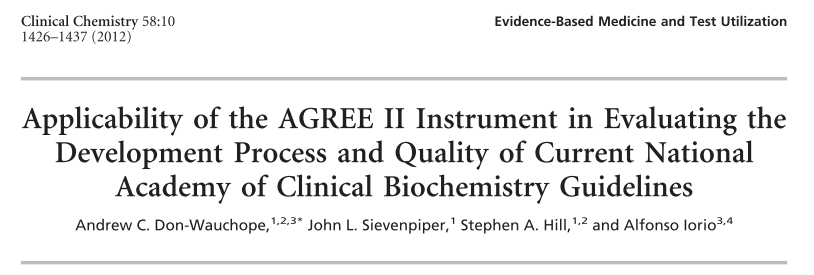 Clinical Chemistry 58:10
1426–1437 (2012)
Evidence-Based Medicine and Test Utilization
Applicability of the AGREE II Instrument in Evaluating the
Development Process and Quality of Current National
Academy of Clinical Biochemistry Guidelines
Andrew C. Don-Wauchope,1,2,3* John L. Sievenpiper,1 Stephen A. Hill,1,2 and Alfonso Iorio3,4